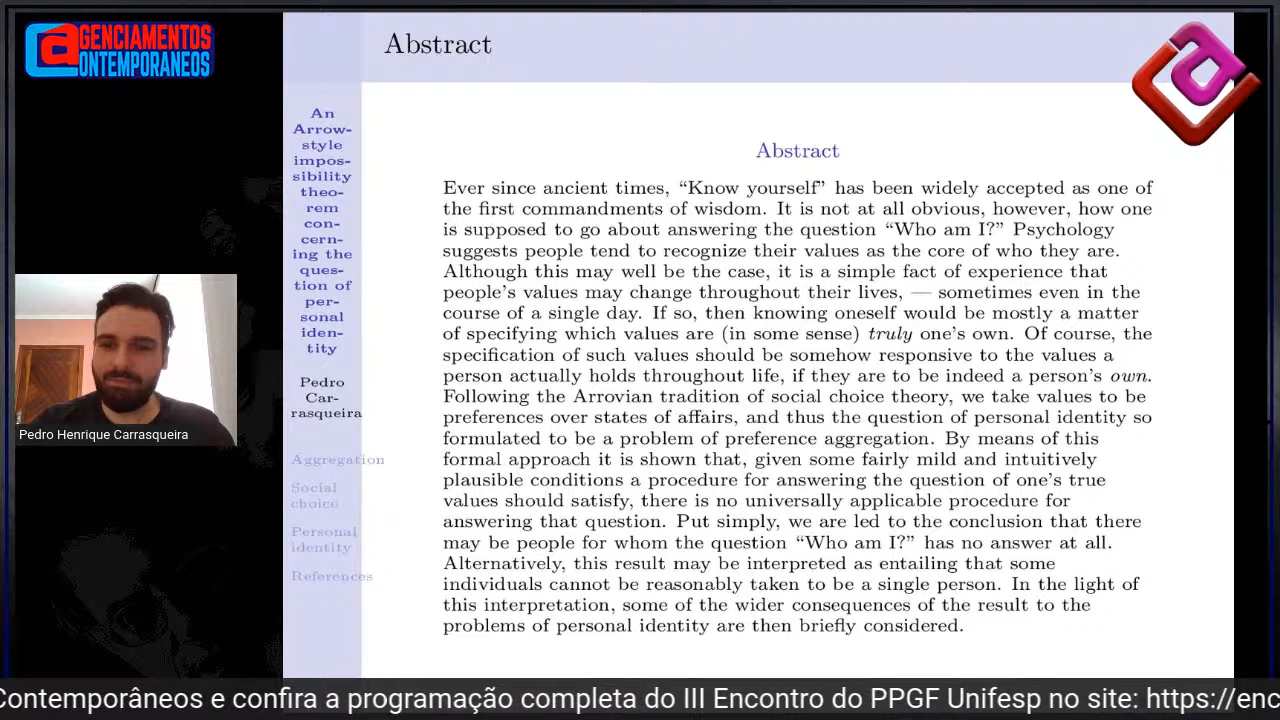 AGENCIAMENTOS
CONTEMPORANEOS
Abstract
An
Arrow-
style
impos-
sibility
theo-
rem
con-
cern-
ing the
ques-
tion of
per-
sonal
iden-
tity
Pedro
Car-
rasqueira
Aggregation
Social
choice
Personal
identity
References
Abstract
Ever since ancient times, “Know yourself” has been widely accepted as one of
the first commandments of wisdom. It is not at all obvious, however, how one
is supposed to go about answering the question “Who am I?” Psychology
suggests people tend to recognize their values as the core of who they are.
Although this may well be the case, it is a simple fact of experience that
people’s values may change throughout their lives, — sometimes even in the
course of a single day. If so, then knowing oneself would be mostly a matter
of specifying which values are (in some sense) truly one’s own. Of course, the
specification of such values should be somehow responsive to the values a
person actually holds throughout life, if they are to be indeed a person’s own.
Following the Arrovian tradition of social choice theory, we take values to be
preferences over states of affairs, and thus the question of personal identity so
formulated to be a problem of preference aggregation. By means of this
formal approach it is shown that, given some fairly mild and intuitively
plausible conditions a procedure for answering the question of one’s true
values should satisfy, there is no universally applicable procedure for
answering that question. Put simply, we are led to the conclusion that there
may be people for whom the question “Who am I?” has no answer at all.
Alternatively, this result may be interpreted as entailing that some
individuals cannot be reasonably taken to be a single person. In the light of
this interpretation, some of the wider consequences of the result to the
problems of personal identity are then briefly considered.
Pedro Henrique Carrasqueira
Contemporâneos e confira a programação completa do III Encontro do PPGF Unifesp no site: https://enc